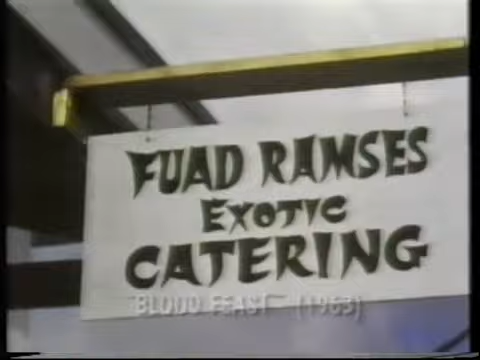 FUAD RAMSES
EXOTIC
CATERING
"BLOOD FEAST" (1963)